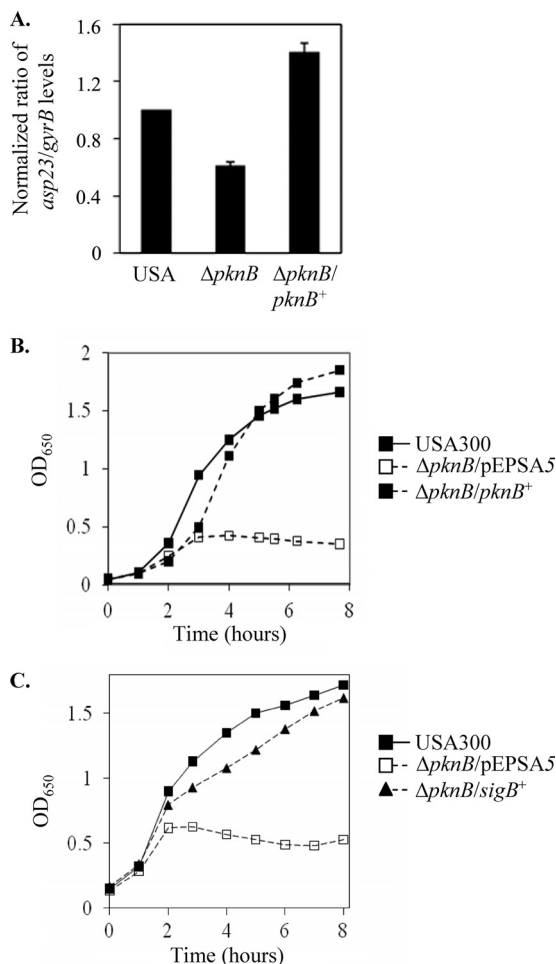 A.
Normalized ratio of
asp23/gyrB levels
1.6
1.2
0.8
0.4
0
USA
ΔpknB
ΔpknB/
pknB⁺
B.
OD₆₅₀
2
1.5
1
0.5
0
0 2 4 6 8
Time (hours)
USA300
ΔpknB/pEPSA5
ΔpknB/pknB⁺
C.
OD₆₅₀
1.5
1
0.5
0
0 2 4 6 8
Time (hours)
USA300
ΔpknB/pEPSA5
ΔpknB/sigB⁺